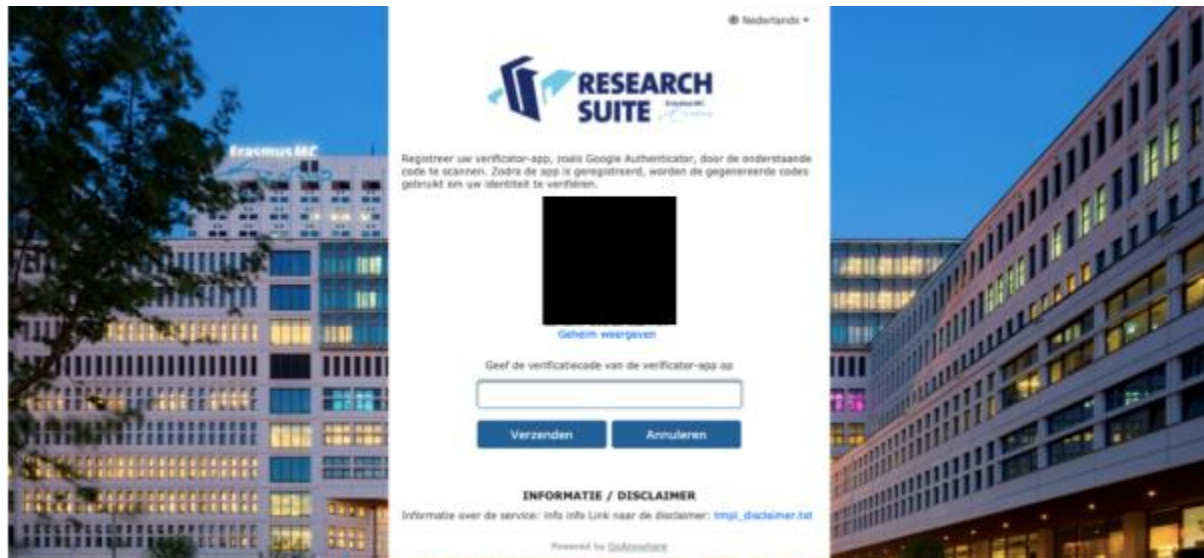 Nederlands
RESEARCH
SUITE
Erasmus MC
Erasmus MC
Registreer uw verificator-app, zoals Google Authenticator, door de onderstaande
code te scannen. Zodra de app is geregistreerd, worden de gegenereerde codes
gebruikt om uw identiteit te verifiëren.
Geheim weergeven
Geef de verificatiecode van de verificator-app op
Verzenden
Annuleren
INFORMATIE / DISCLAIMER
Informatie over de service: info info Link naar de disclaimer: tmpl_disclaimer.txt
Powered by GoAnywhere